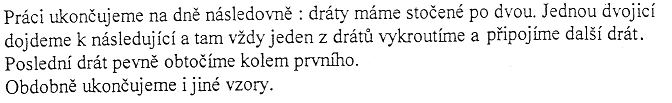 Práci ukončujeme na dně následovně : dráty máme stočené po dvou. Jednou dvojicí
dojdeme k následující a tam vždy jeden z drátů vykroutíme a připojíme další drát.
Poslední drát pevně obtočíme kolem prvního.
Obdobně ukončujeme i jiné vzory.